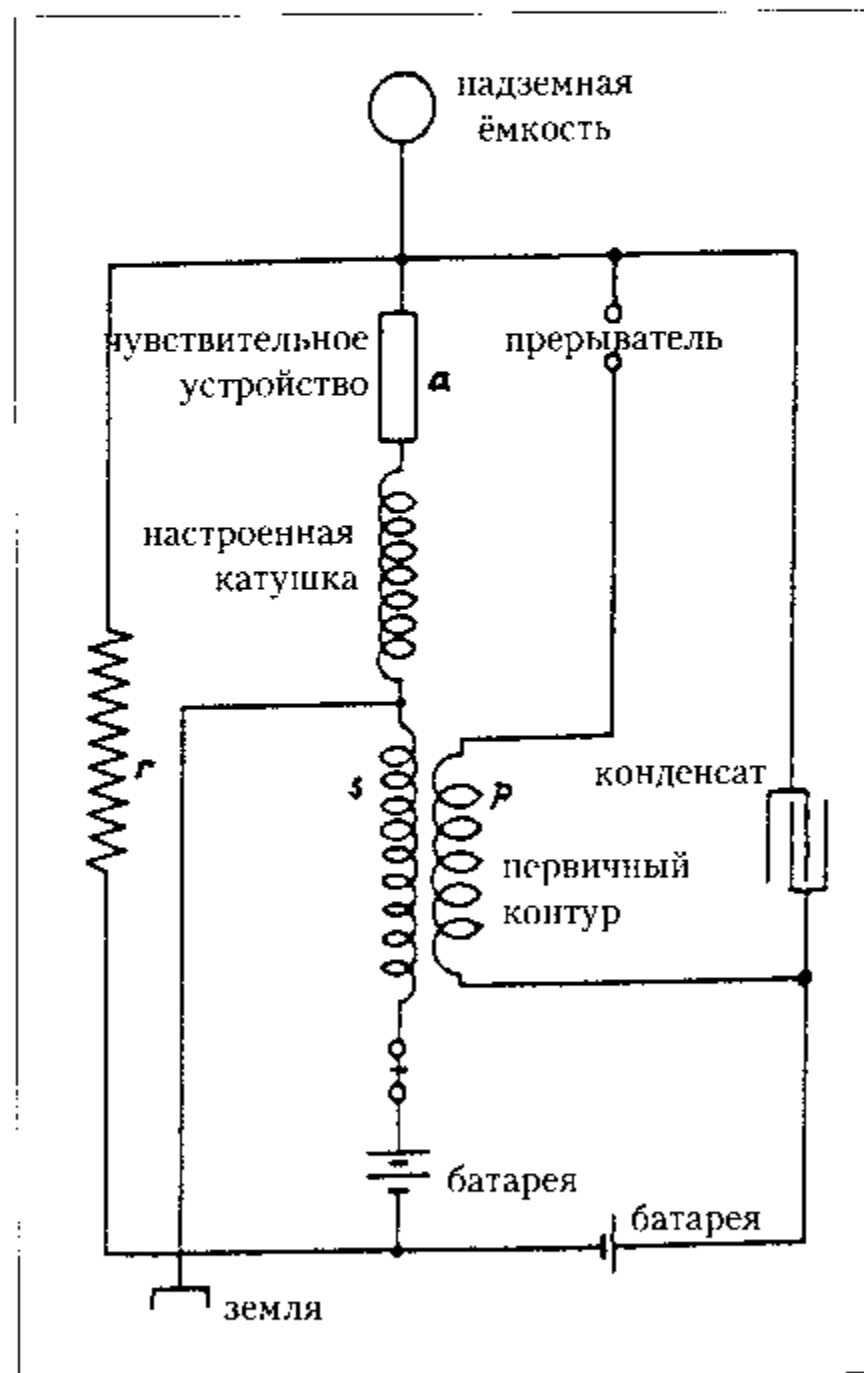 надземная
ёмкость
чувствительное
устройство
a
прерыватель
настроенная
катушка
r
s
p
конденсат
первичный
контур
батарея
батарея
земля